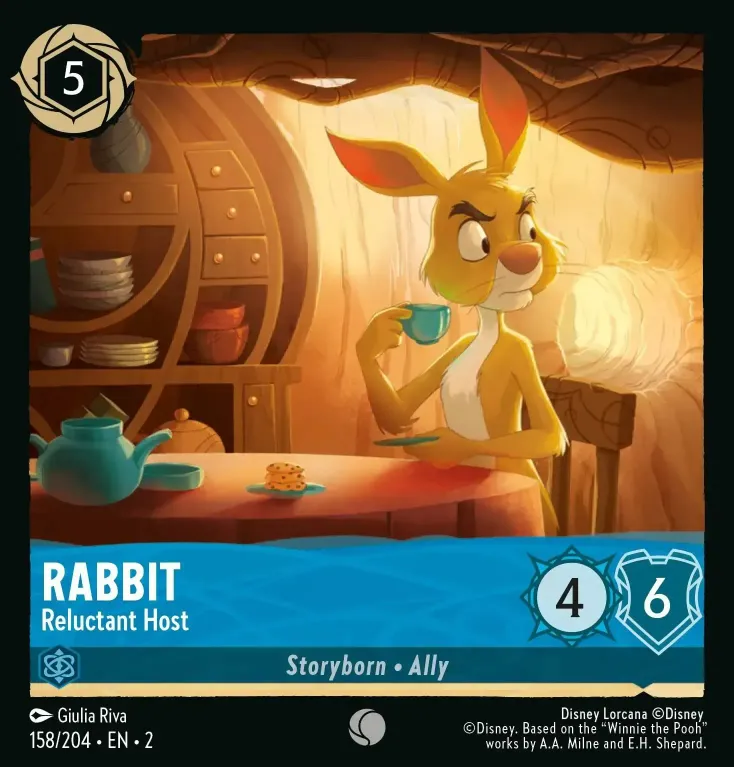 5
RABBIT
Reluctant Host
4
6
Storyborn • Ally
Giulia Riva
158/204 • EN • 2
Disney Lorcana ©Disney
©Disney. Based on the “Winnie the Pooh”
works by A.A. Milne and E.H. Shepard.